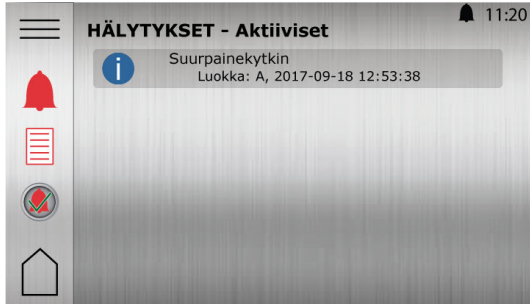 11:20
HÄLYTYKSET - Aktiiviset
Suurpainekytkin
Luokka: A, 2017-09-18 12:53:38